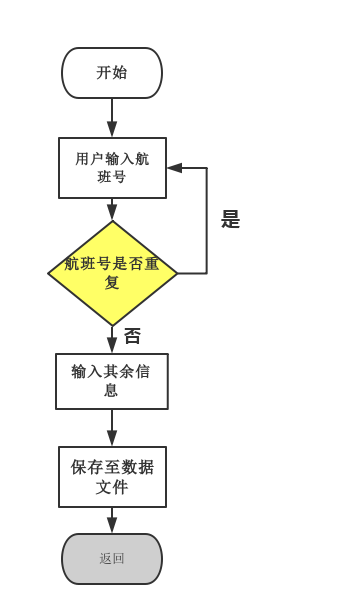 开始
用户输入航
班号
是
航班号是否重
复
否
输入其余信
息
保存至数据
文件
返回